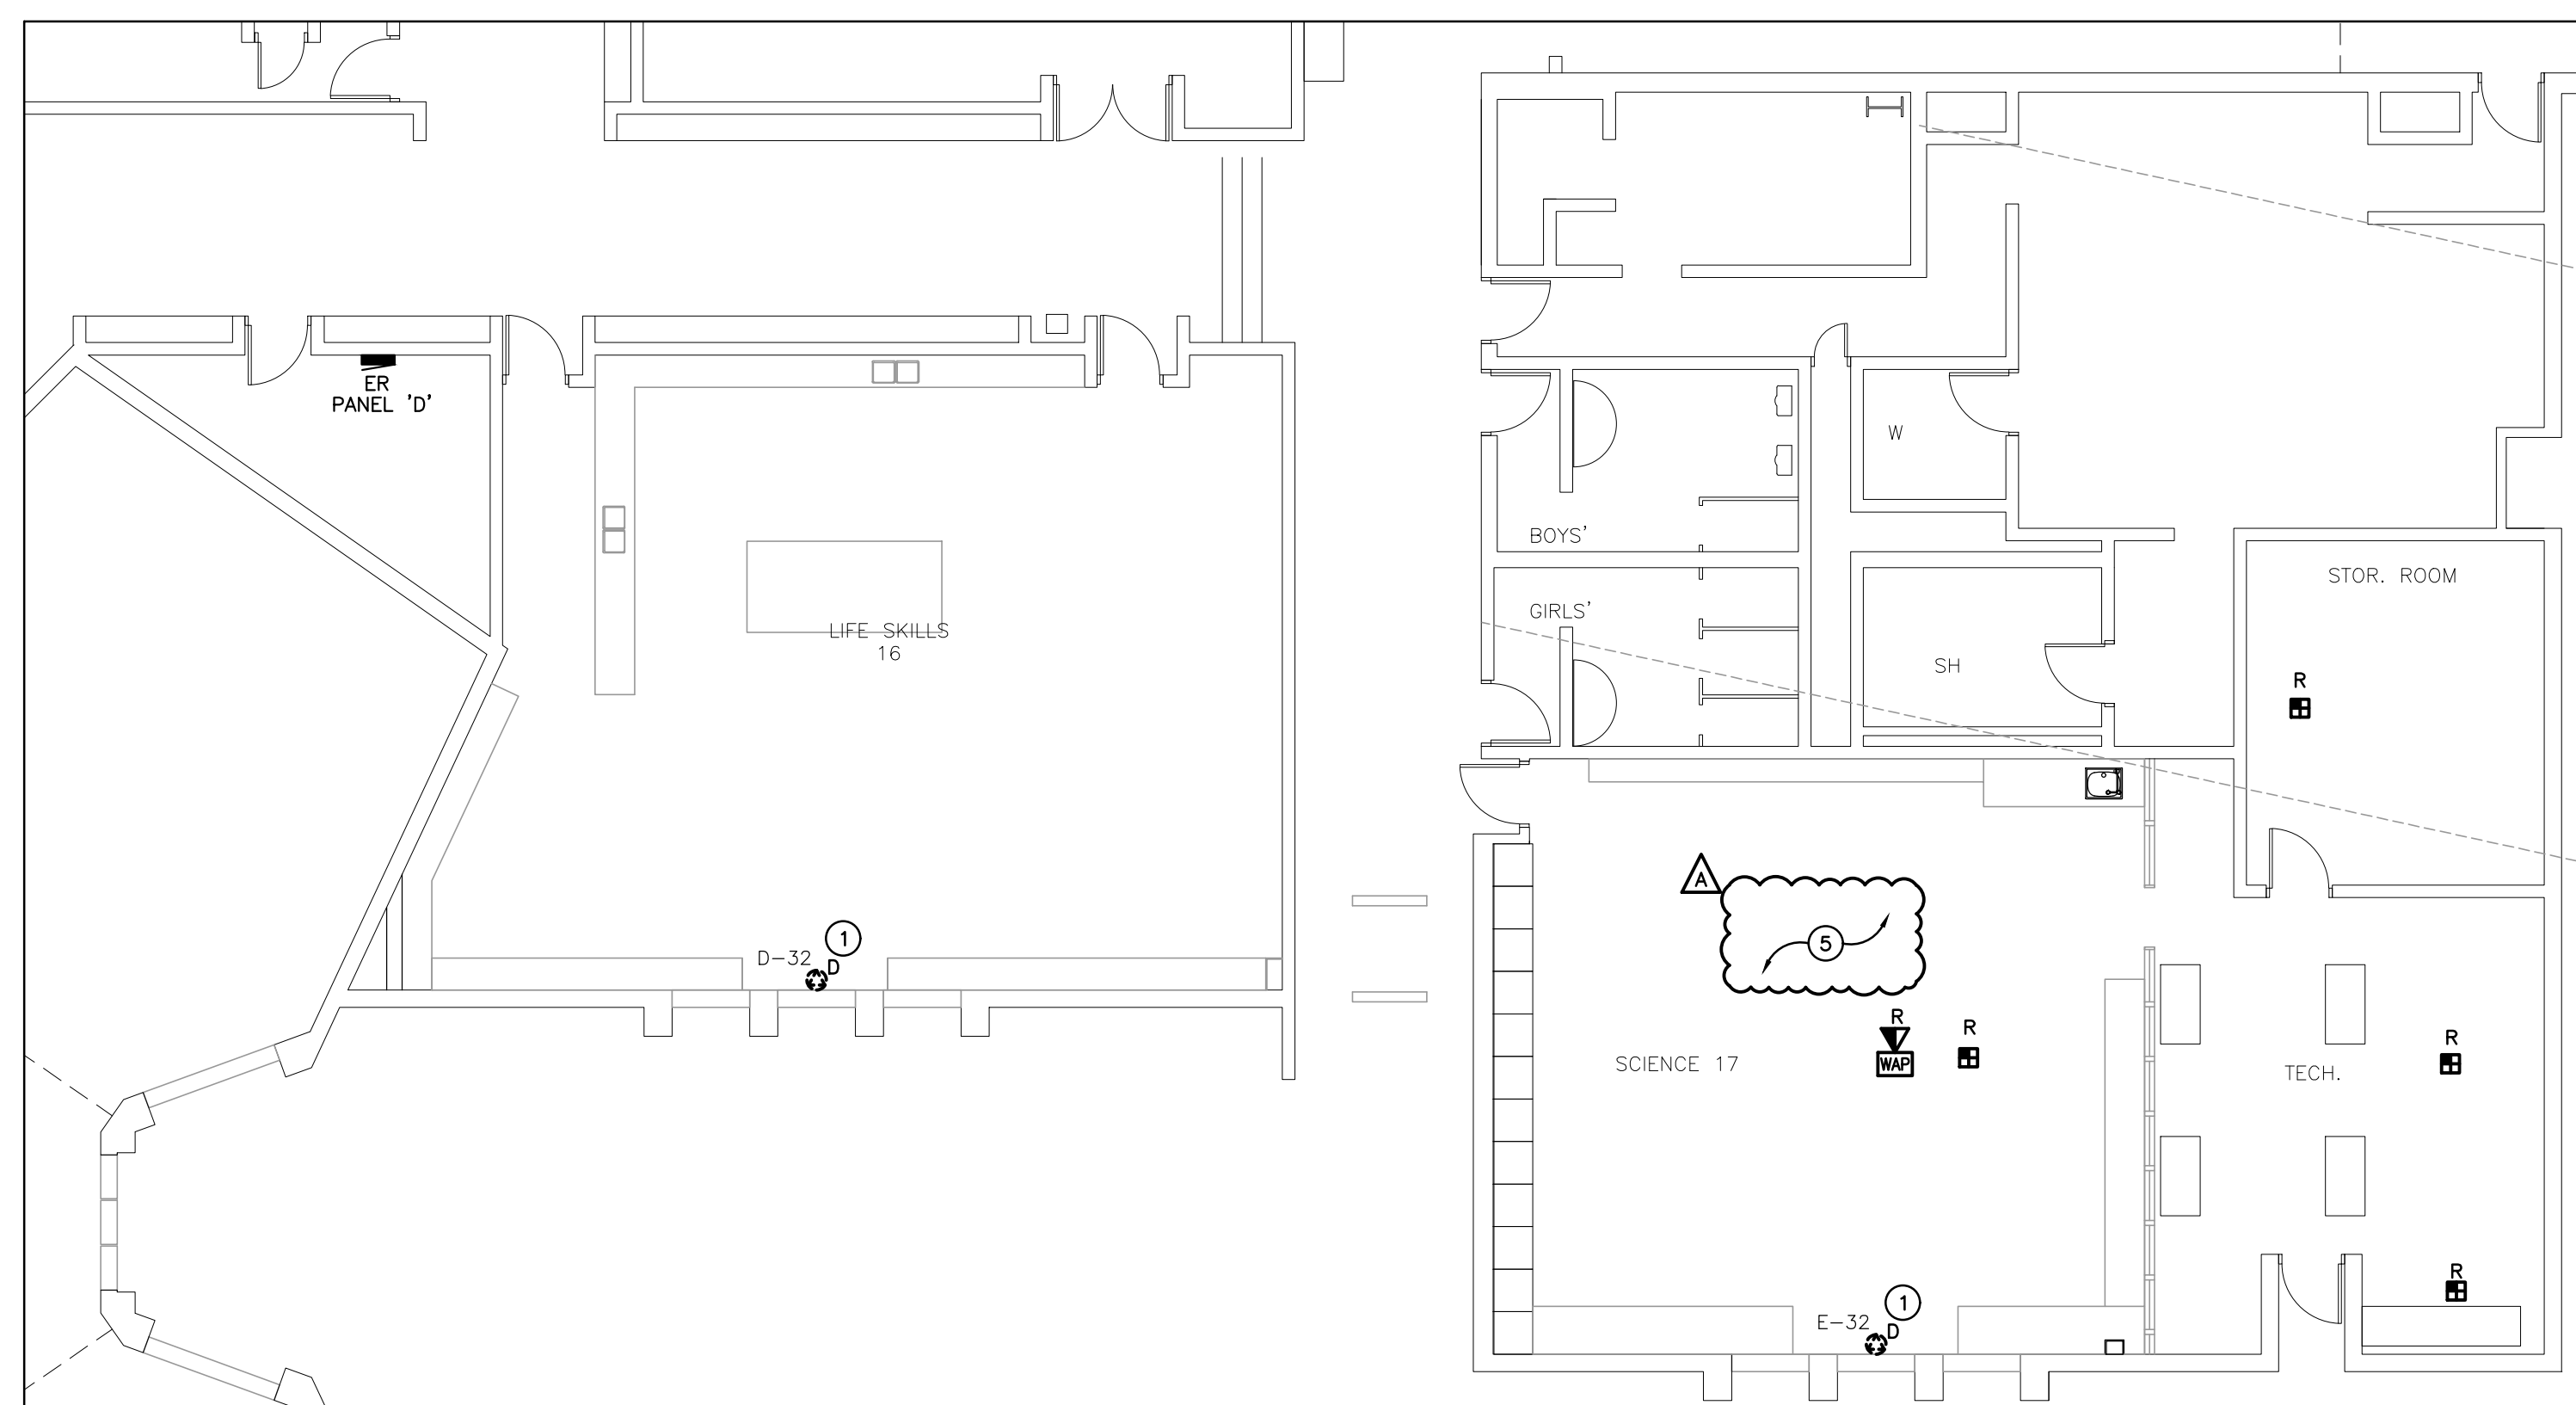 ER
PANEL 'D'
LIFE SKILLS
16
D-32
1
D
BOYS'
GIRLS'
W
SH
STOR. ROOM
R
A
5
R
WAP
R
SCIENCE 17
TECH.
R
R
E-32
1
D